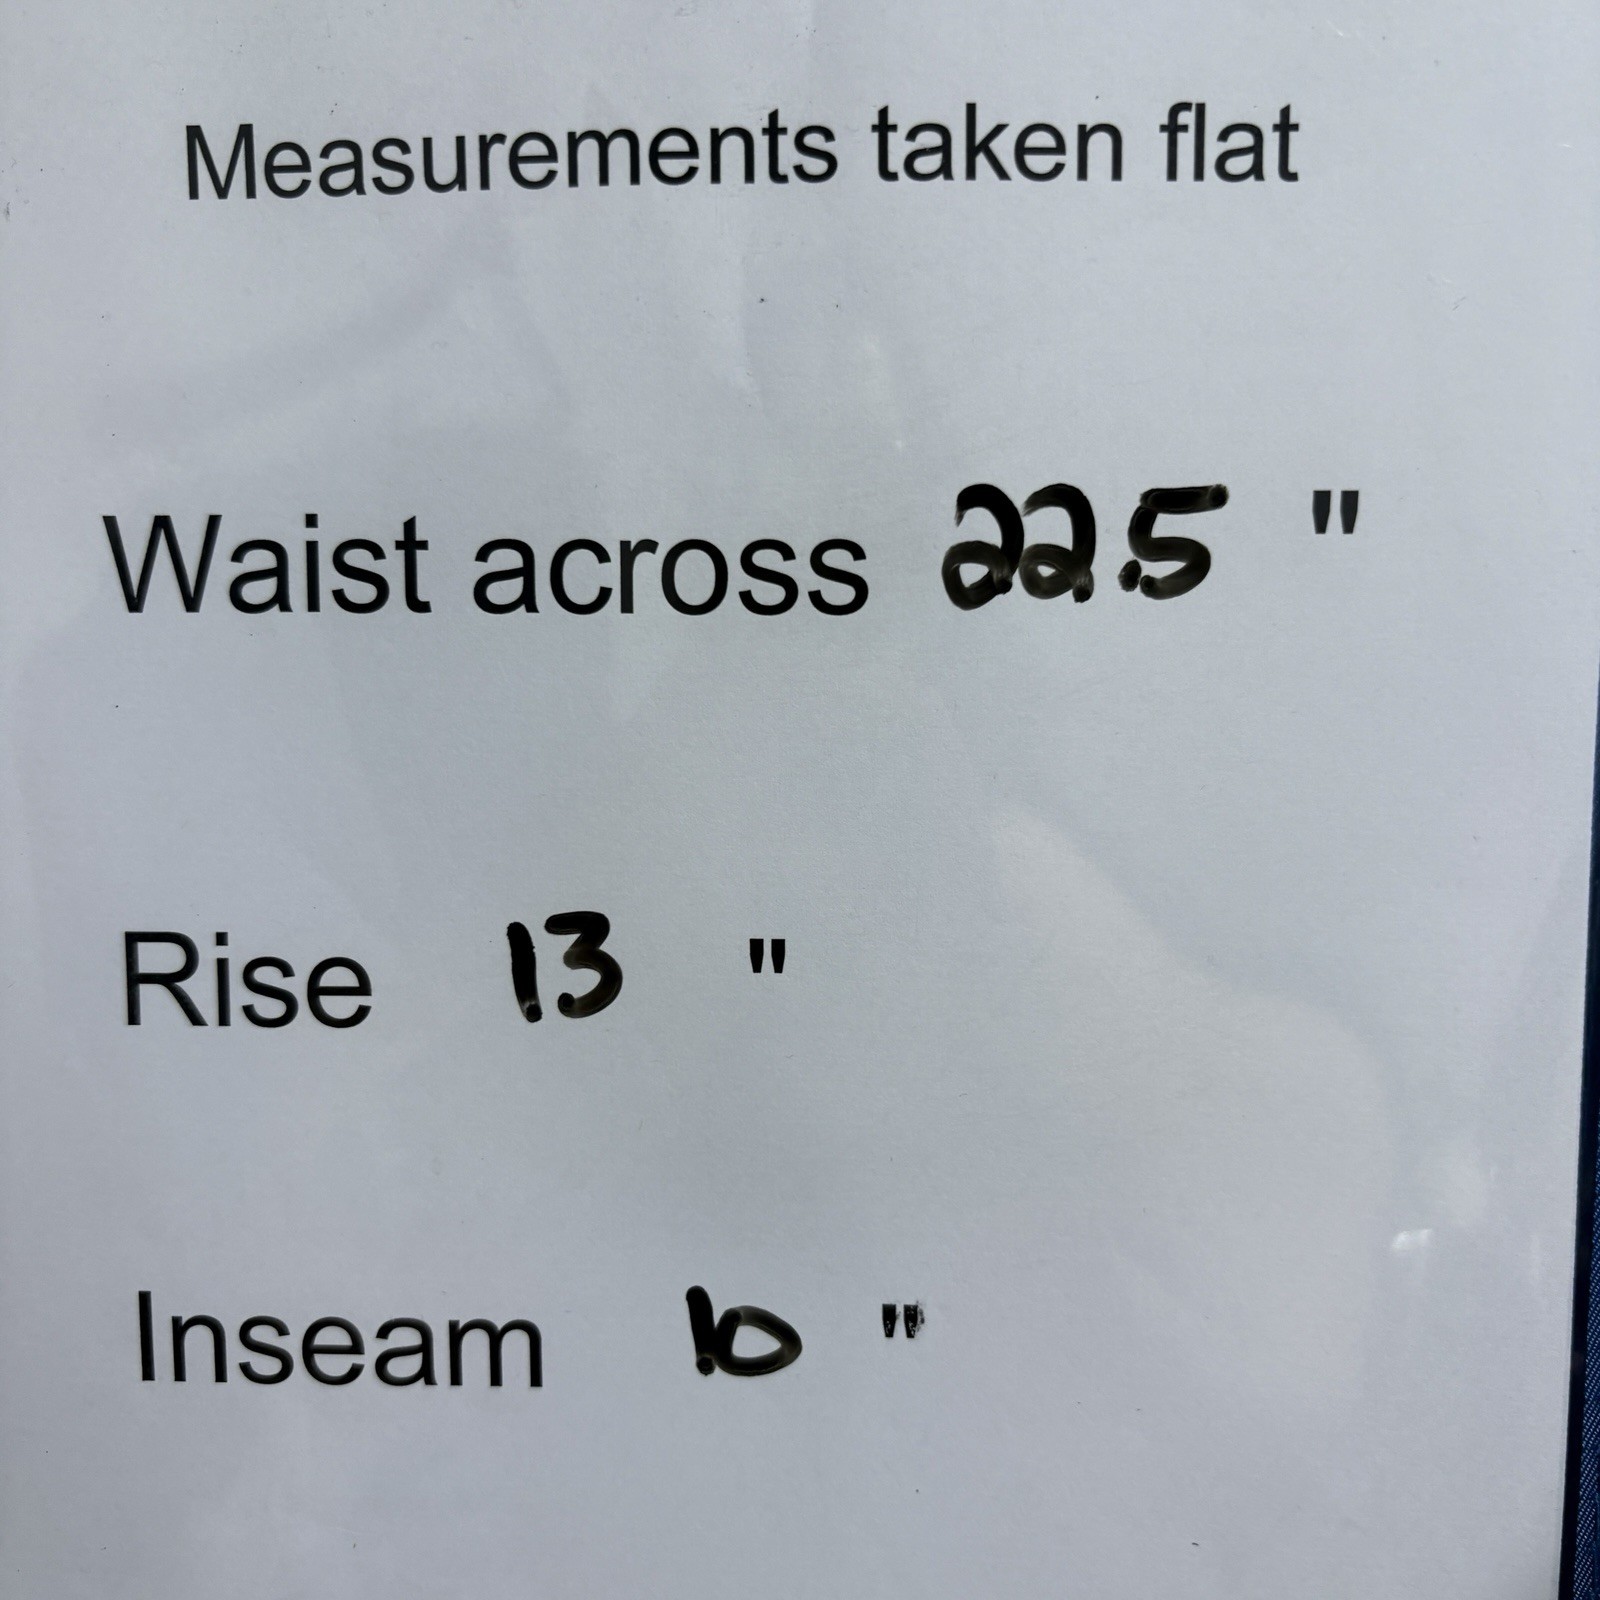 Measurements taken flat
Waist across 22.5 "
Rise 13 "
Inseam 10 "